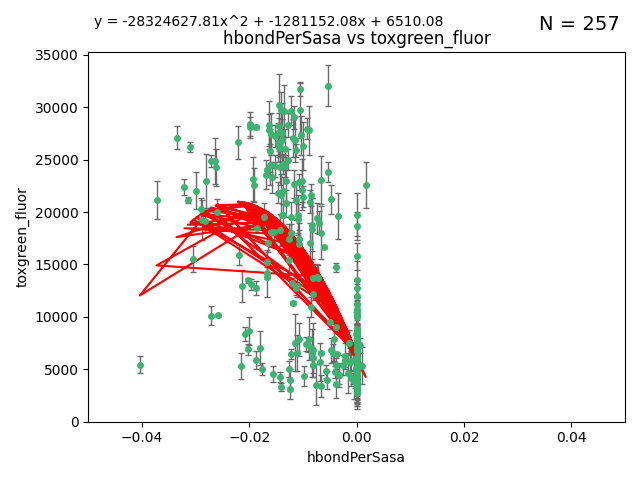 y = -28324627.81x^2 + -1281152.08x + 6510.08
N = 257
hbondPerSasa vs toxgreen_fluor
35000
30000
25000
20000
15000
10000
5000
0
toxgreen_fluor
−0.04
−0.02
0.00
0.02
0.04
hbondPerSasa